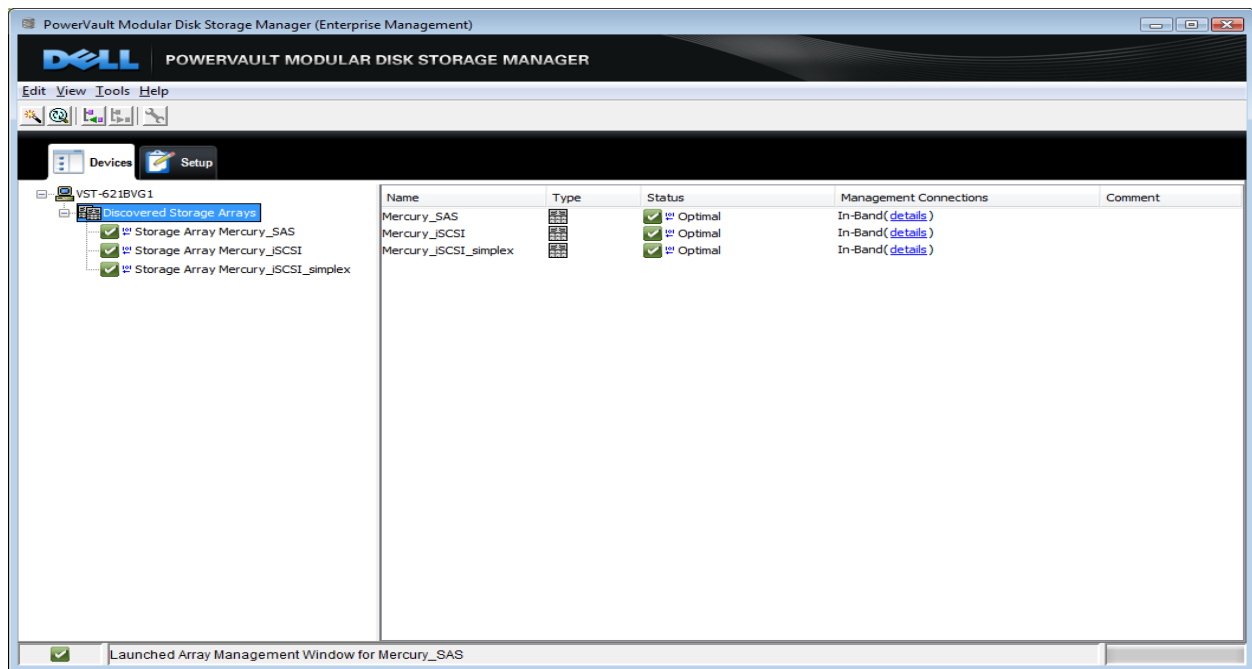 PowerVault Modular Disk Storage Manager (Enterprise Management)
DELL POWERVAULT MODULAR DISK STORAGE MANAGER
Edit View Tools Help
Devices Setup
VST-621BVG1
Discovered Storage Arrays
Storage Array Mercury_SAS
Storage Array Mercury_iSCSI
Storage Array Mercury_iSCSI_simplex
Name Type Status Management Connections Comment
Mercury_SAS Optimal In-Band(details)
Mercury_iSCSI Optimal In-Band(details)
Mercury_iSCSI_simplex Optimal In-Band(details)
Launched Array Management Window for Mercury_SAS